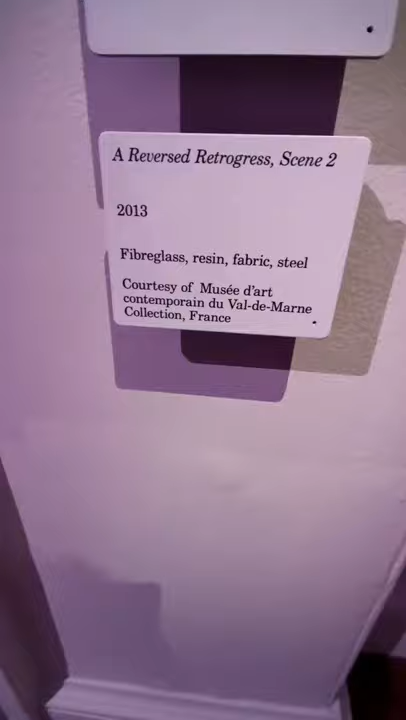 A Reversed Retrogress, Scene 2
2013
Fibreglass, resin, fabric, steel
Courtesy of Musée d'art
contemporain du Val-de-Marne
Collection, France